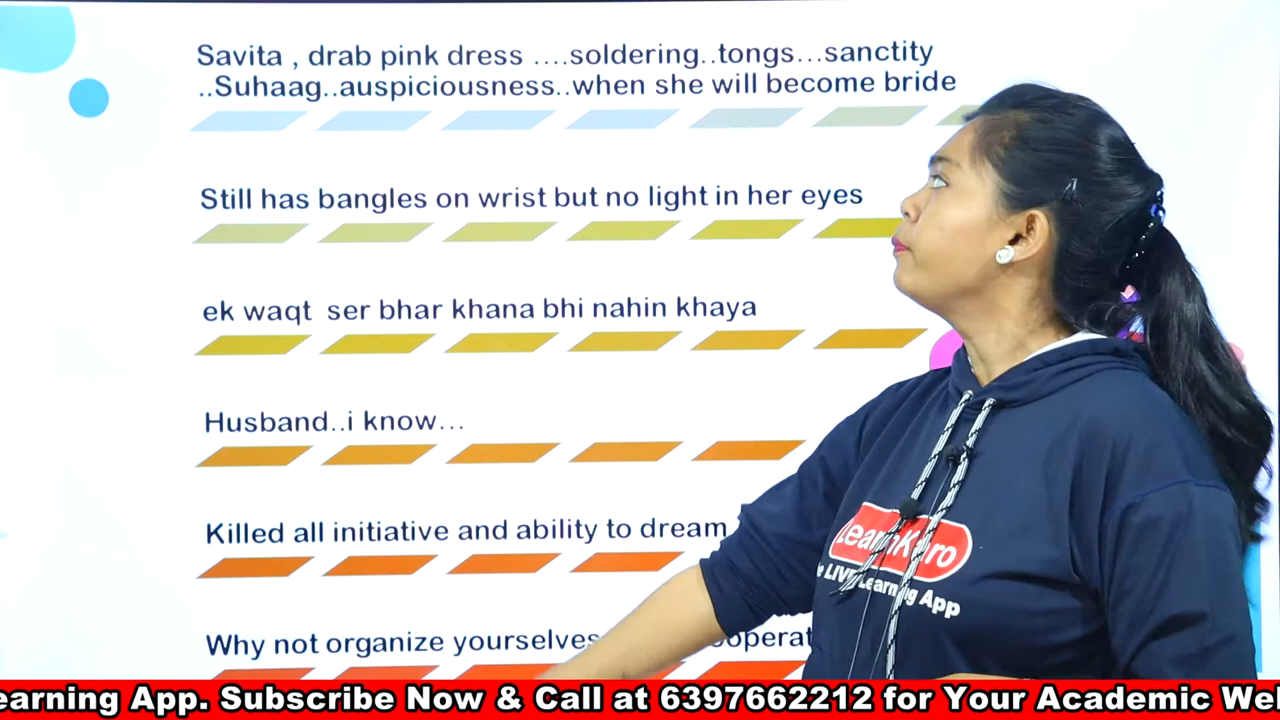 Savita , drab pink dress ....soldering..tongs...sanctity
..Suhaag..auspiciousness..when she will become bride
Still has bangles on wrist but no light in her eyes
ek waqt ser bhar khana bhi nahin khaya
Husband..i know...
Killed all initiative and ability to dream
Why not organize yourselves
LIVE Learning App
earning App. Subscribe Now & Call at 6397662212 for Your Academic